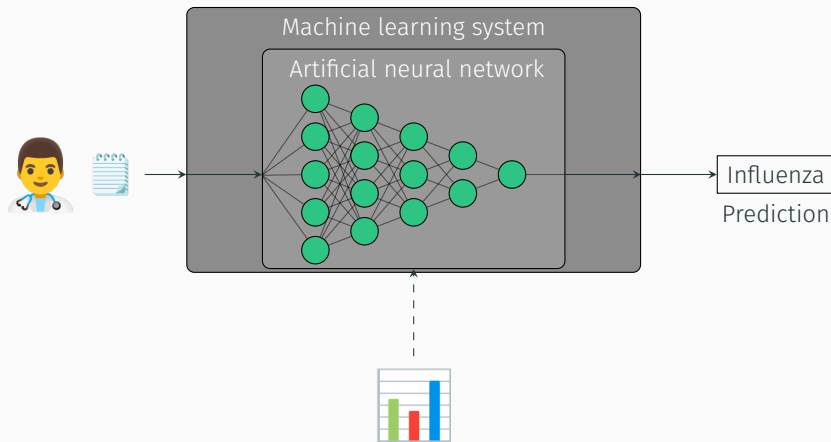 Machine learning system
Artificial neural network
Influenza
Prediction